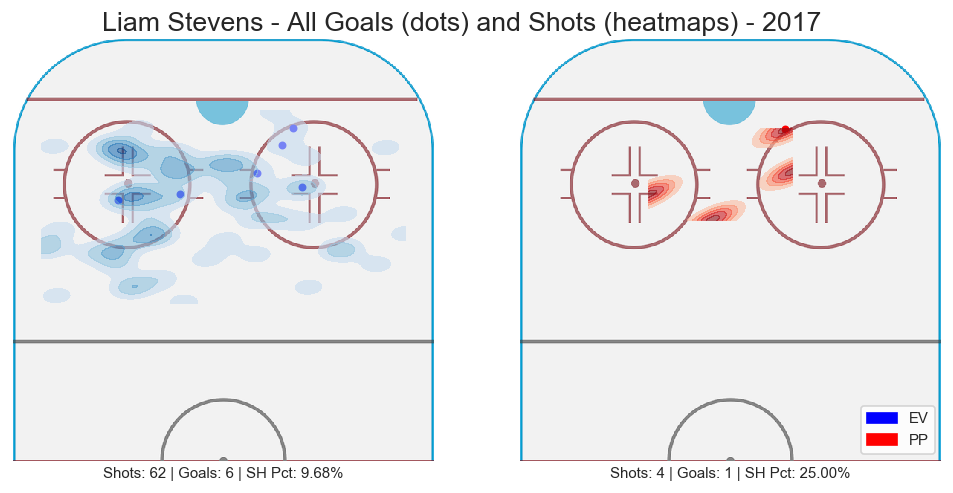 Liam Stevens - All Goals (dots) and Shots (heatmaps) - 2017
EV
PP
Shots: 62 | Goals: 6 | SH Pct: 9.68%
Shots: 4 | Goals: 1 | SH Pct: 25.00%